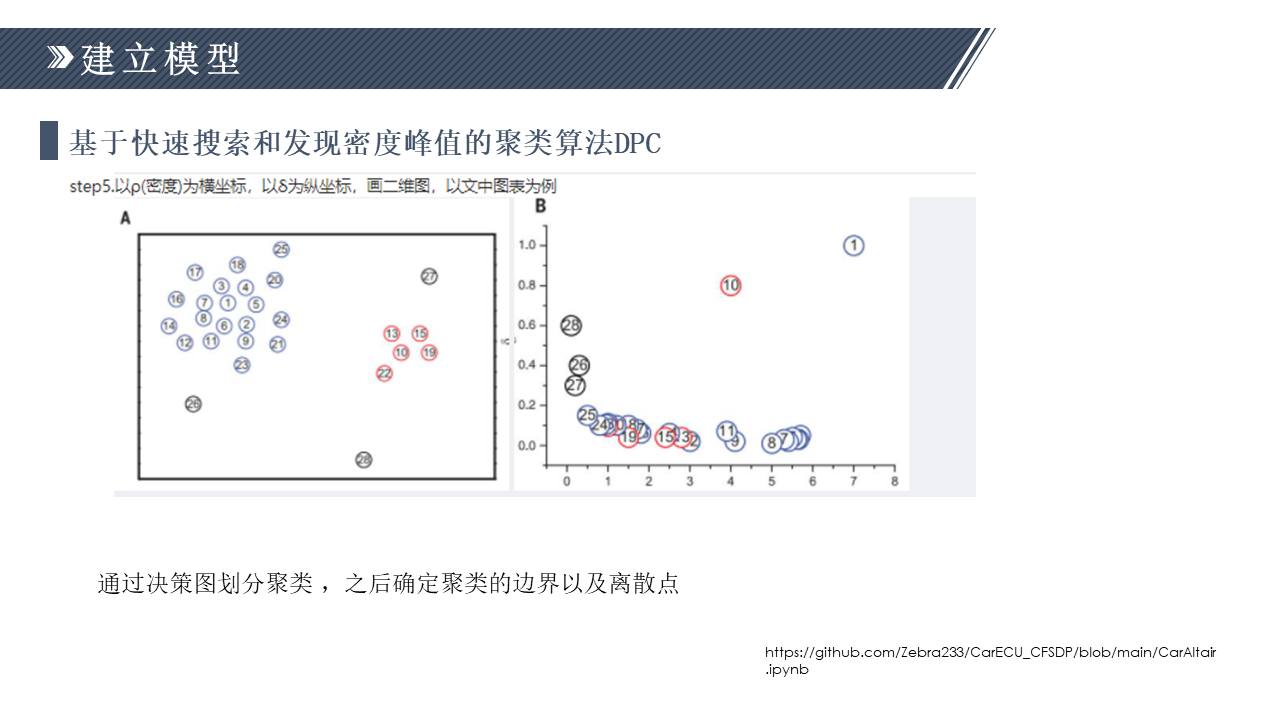 建立模型
基于快速搜索和发现密度峰值的聚类算法DPC
step5.以ρ(密度)为横坐标，以δ为纵坐标，画二维图，以文中图表为例
A
25
18
17
27
20
3 4
16
7 1 5
8
24
14 6 2
13 15
12 11 9 21
10 19
23
22
26
28
B
1.0
1
0.8
10
0.6
28
0.4
26
27
0.2
25
24
19
15
11
9
8
7
0.0
0 1 2 3 4 5 6 7 8
通过决策图划分聚类 ，之后确定聚类的边界以及离散点
https://github.com/Zebra233/CarECU_CFSDP/blob/main/CarAltair
.ipynb